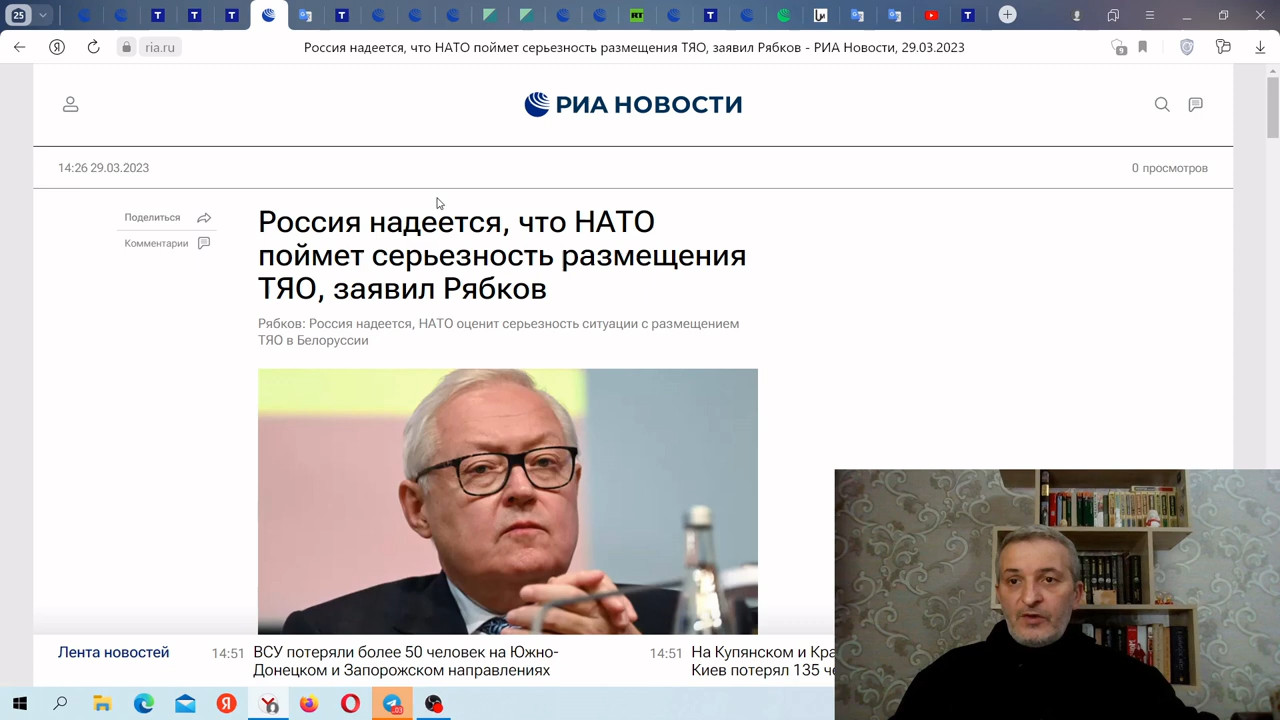 25
T
T
T
T
RT
T
T
ria.ru
Россия надеется, что НАТО поймет серьезность размещения ТЯО, заявил Рябков - РИА Новости, 29.03.2023
9
РИА НОВОСТИ
14:26 29.03.2023
0 просмотров
Поделиться
Комментарии
Россия надеется, что НАТО
поймет серьезность размещения
ТЯО, заявил Рябков
Рябков: Россия надеется, НАТО оценит серьезность ситуации с размещением
ТЯО в Белоруссии
Лента новостей
14:51
ВСУ потеряли более 50 человек на Южно-
Донецком и Запорожском направлениях
14:51
На Купянском и Кра
Киев потерял 135 че